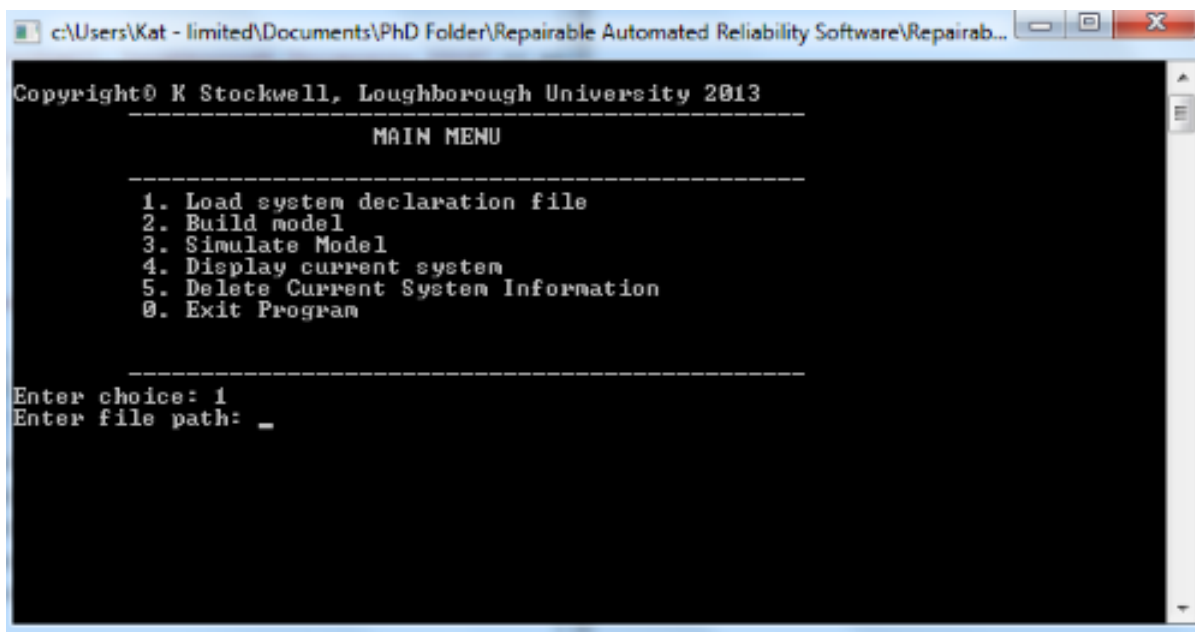 c:\Users\Kat - limited\Documents\PhD Folder\Repairable Automated Reliability Software\Repairab...
Copyright© K Stockwell, Loughborough University 2013
MAIN MENU
1. Load system declaration file
2. Build model
3. Simulate Model
4. Display current system
5. Delete Current System Information
0. Exit Program
Enter choice: 1
Enter file path: _